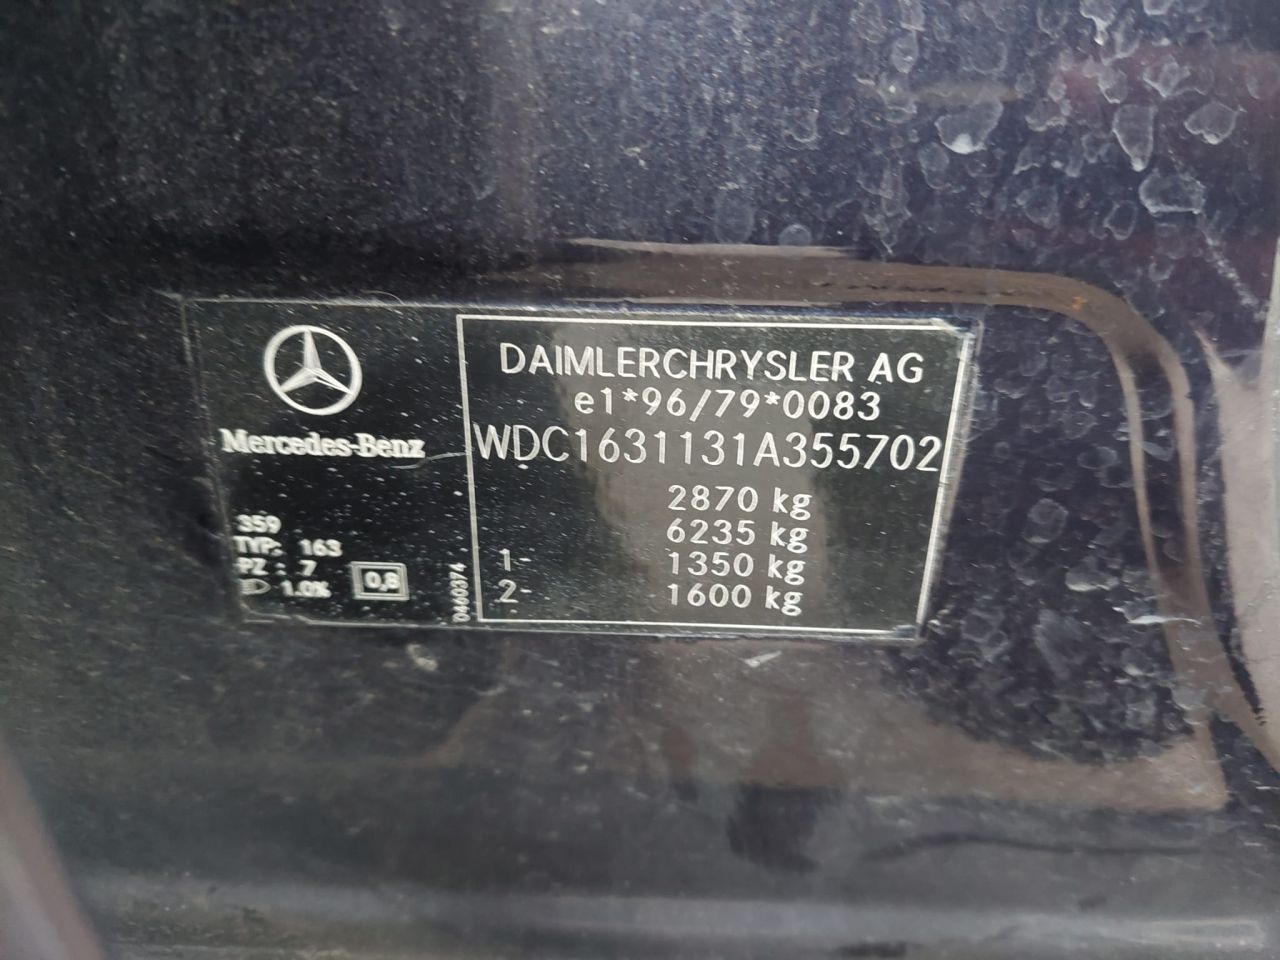 Mercedes-Benz
359
TYP: 163
PZ : 7
1.0%
0,8
0460374
DAIMLERCHRYSLER AG
e1*96/79*0083
WDC1631131A355702
2870 kg
6235 kg
1- 1350 kg
2- 1600 kg